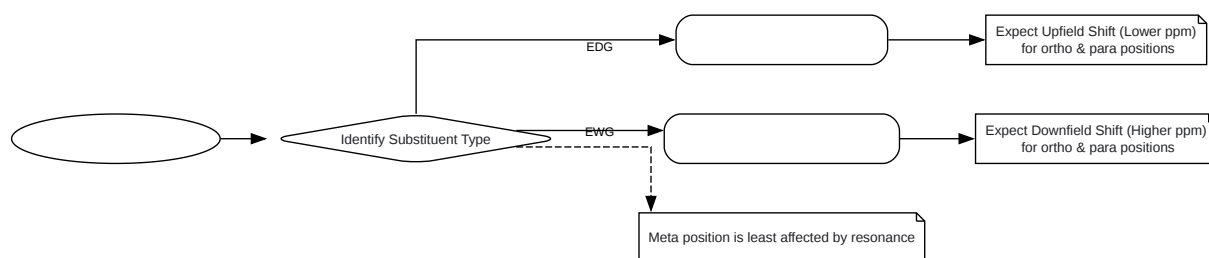 Expect Upfield Shift (Lower ppm)
for ortho & para positions
EDG
Identify Substituent Type
EWG
Expect Downfield Shift (Higher ppm)
for ortho & para positions
Meta position is least affected by resonance